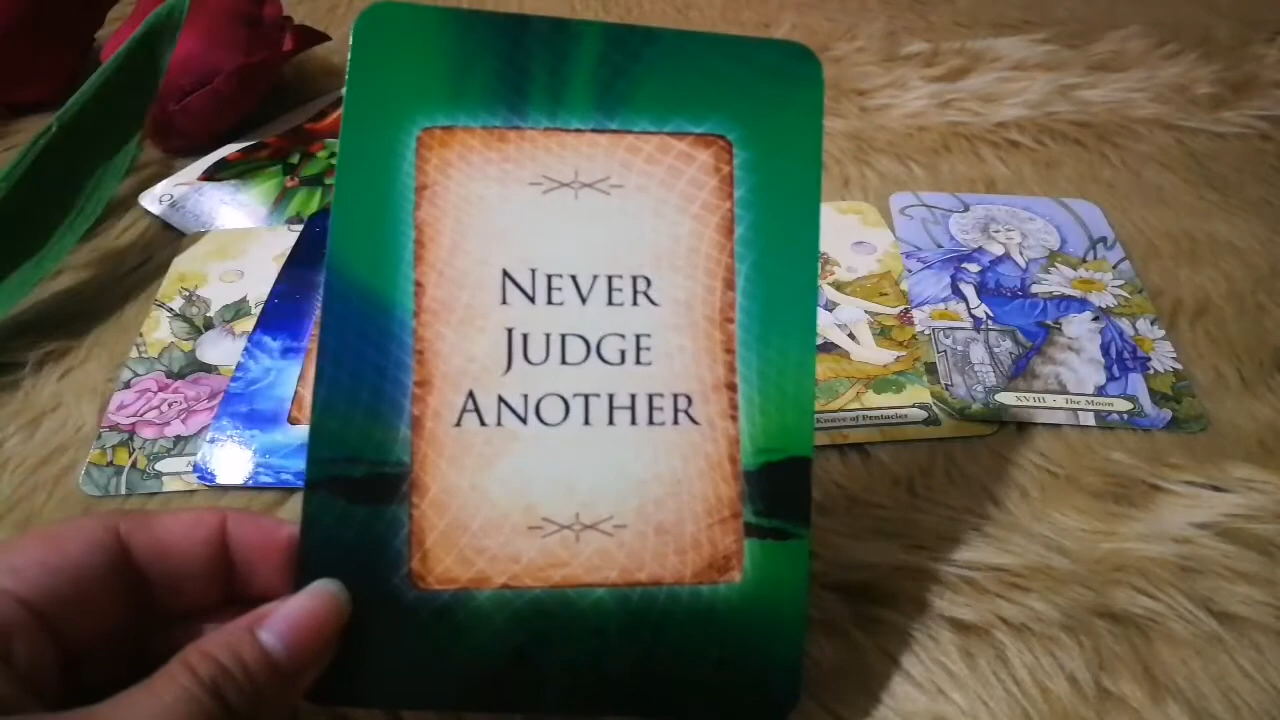 NEVER
JUDGE
ANOTHER
Knave of Pentacles
XVIII • The Moon